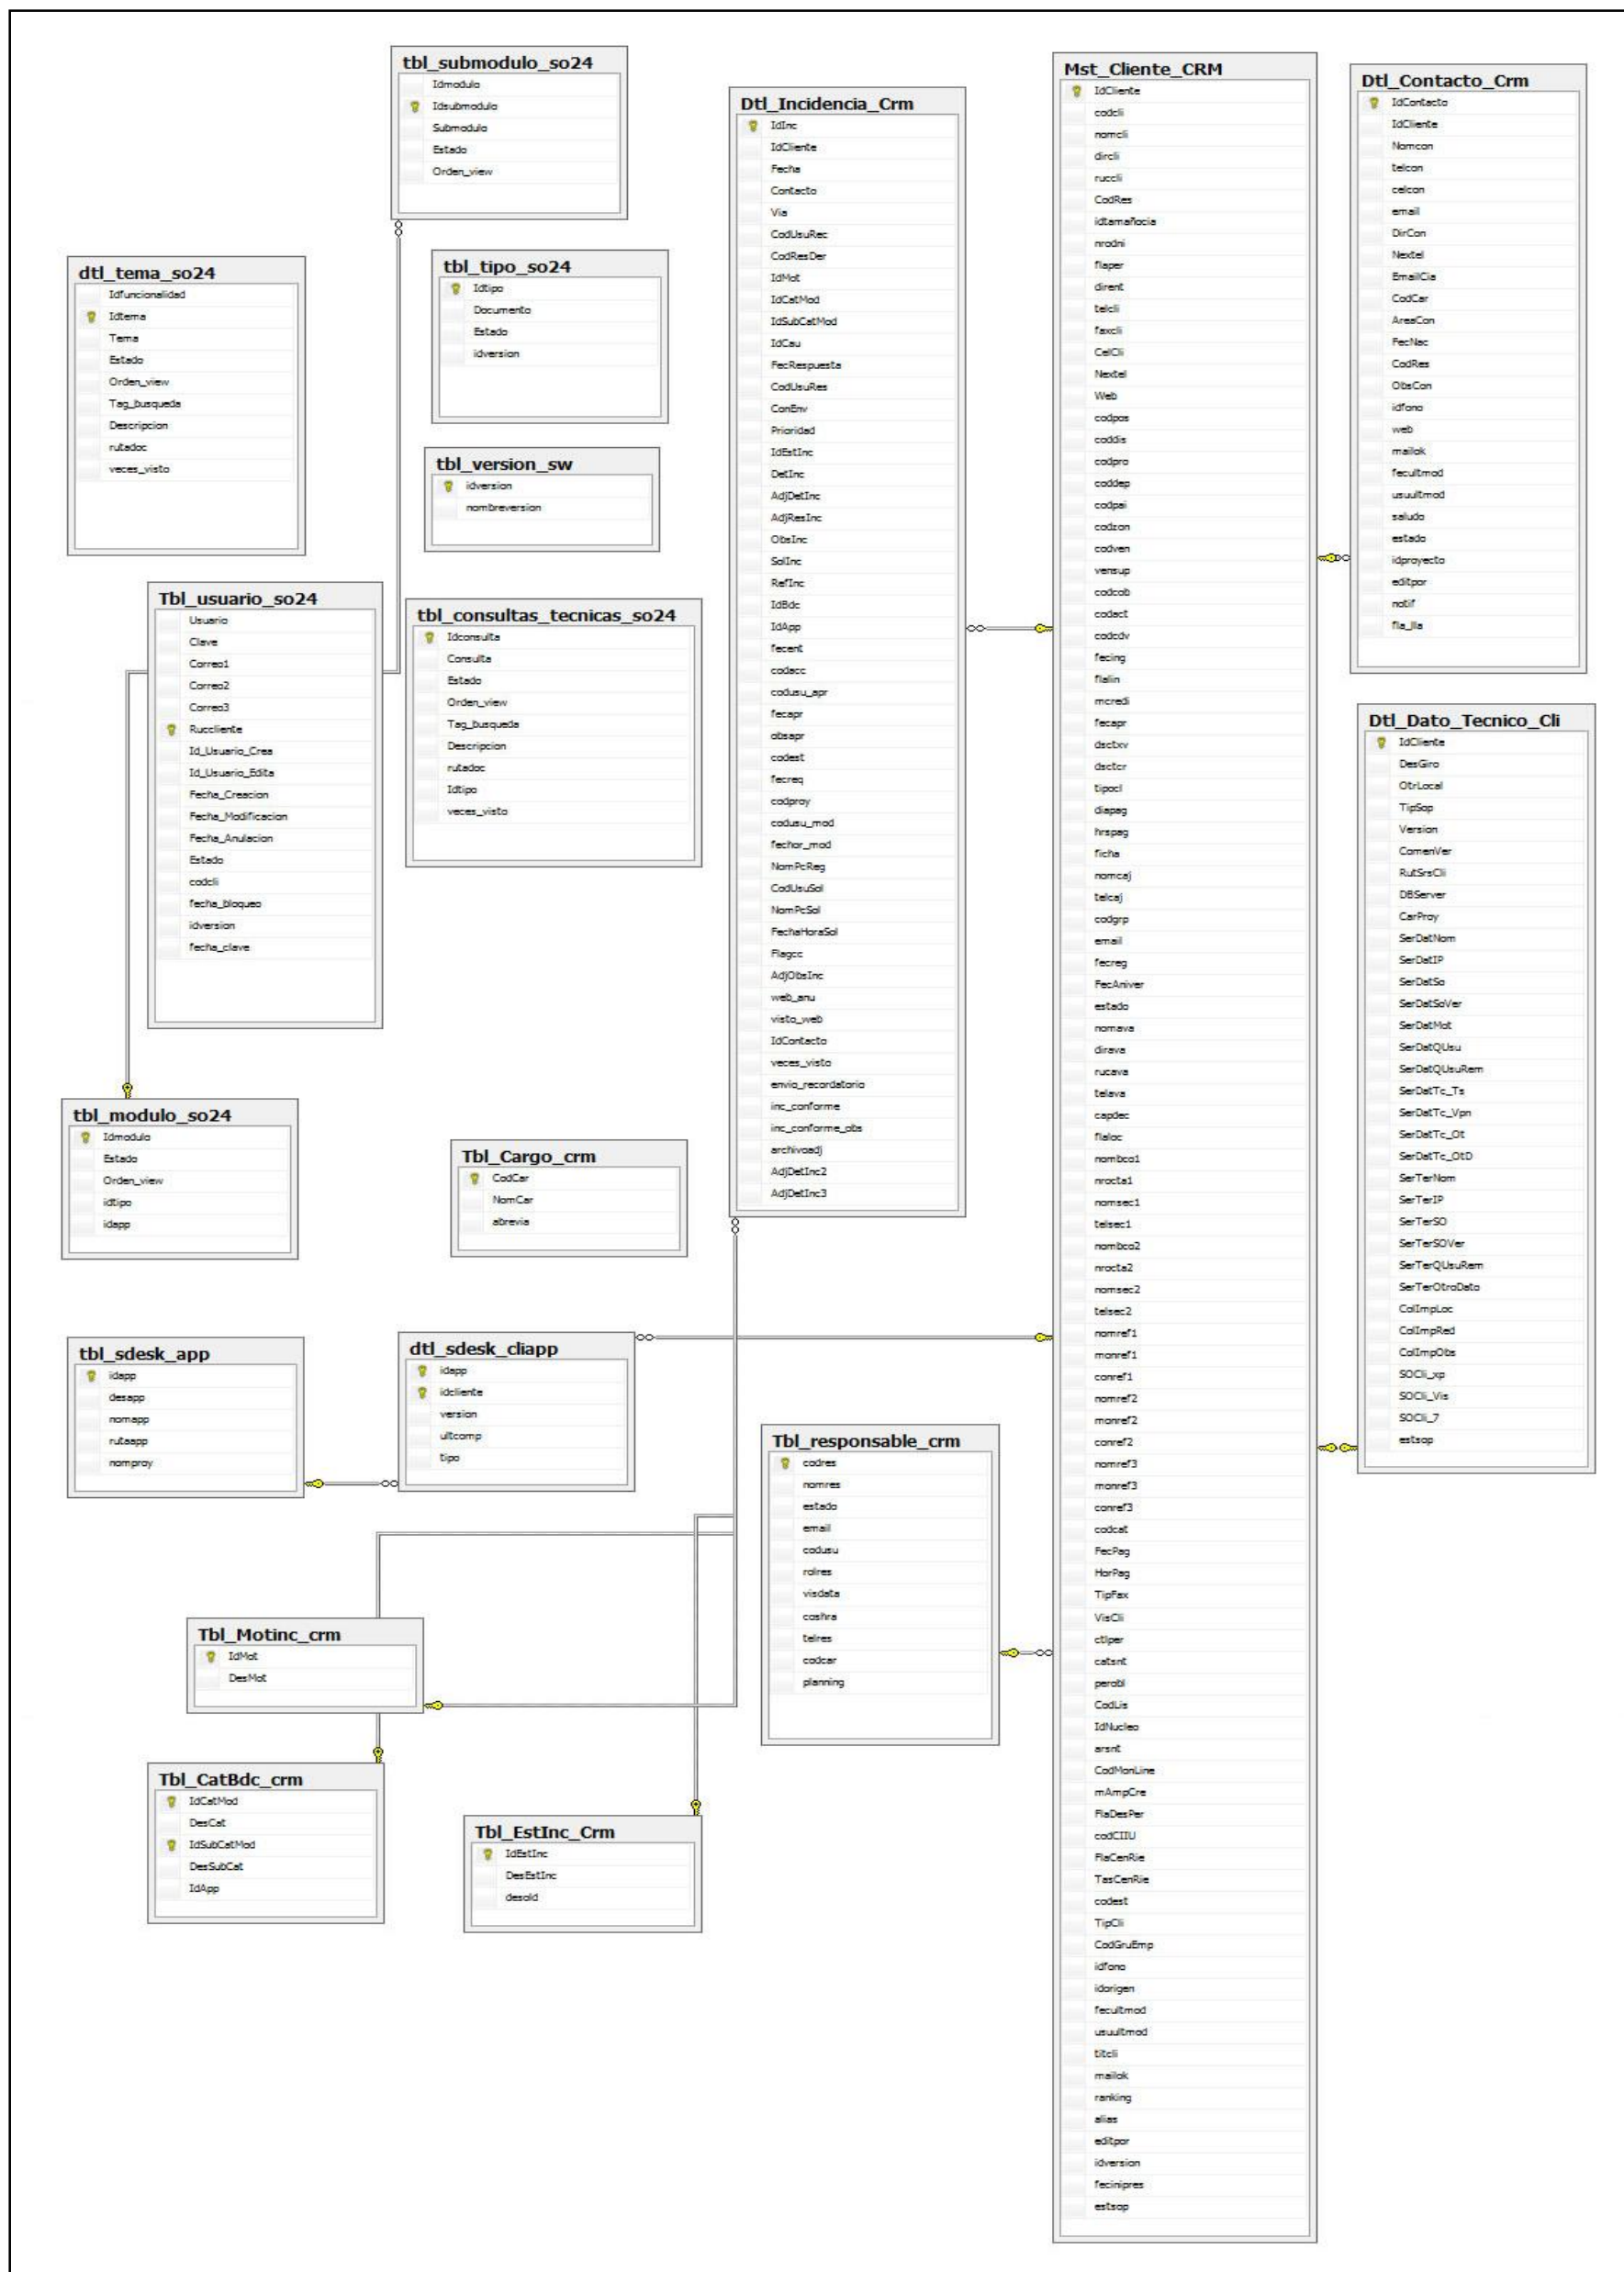 tbl_submodulo_so24
Idmodulo
Idsubmodulo
Submodulo
Estado
Orden_view
dtl_tema_so24
Idfuncionalidad
Idtema
Tema
Estado
Orden_view
Tag_busqueda
Descripcion
rutadoc
veces_visto
tbl_tipo_so24
Idtipo
Documento
Estado
idversion
tbl_version_sw
idversion
nombreversion
Tbl_usuario_so24
Usuario
Clave
Correo1
Correo2
Correo3
Ruccliente
Id_Usuario_Crea
Id_Usuario_Edita
Fecha_Creacion
Fecha_Modificacion
Fecha_Anulacion
Estado
codcli
fecha_bloqueo
idversion
fecha_clave
tbl_consultas_tecnicas_so24
Idconsulta
Consulta
Estado
Orden_view
Tag_busqueda
Descripcion
rutadoc
Idtipo
veces_visto
tbl_modulo_so24
Idmodulo
Estado
Orden_view
idtipo
idapp
Tbl_Cargo_crm
CodCar
NomCar
abrevia
tbl_sdesk_app
idapp
desapp
nomapp
rutaapp
nomproy
dtl_sdesk_cliapp
idapp
idcliente
version
ultcomp
tipo
Tbl_Motinc_crm
IdMot
DesMot
Tbl_CatBdc_crm
IdCatMod
DesCat
IdSubCatMod
DesSubCat
IdApp
Tbl_EstInc_Crm
IdEstInc
DesEstInc
desold
Dtl_Incidencia_Crm
IdInc
IdCliente
Fecha
Contacto
Via
CodUsuRec
CodResDer
IdMot
IdCatMod
IdSubCatMod
IdCau
FecRespuesta
CodUsuRes
ConEnv
Prioridad
IdEstInc
DetInc
AdjDetInc
AdjResInc
ObsInc
SolInc
RefInc
IdBdc
IdApp
fecent
codacc
codusu_apr
fecapr
obsapr
codest
fecreq
codproy
codusu_mod
fechor_mod
NomPcReg
CodUsuSol
NomPcSol
FechaHoraSol
Flagcc
AdjObsInc
web_anu
visto_web
IdContacto
veces_visto
envio_recordatorio
inc_conforme
inc_conforme_obs
archivoadj
AdjDetInc2
AdjDetInc3
Tbl_responsable_crm
codres
nomres
estado
email
codusu
rolres
visdata
coshra
telres
codcar
planning
Mst_Cliente_CRM
IdCliente
codcli
nomcli
dircli
ruccli
CodRes
idtamañocia
nrodni
flaper
dirent
telcli
faxcli
CelCli
Nextel
Web
codpos
coddis
codpro
coddep
codpai
codzon
codven
vensup
codcob
codact
codcdv
fecing
flalin
mcredi
fecapr
dsctxv
dsctcr
tipocl
diapag
hrspag
ficha
nomcaj
telcaj
codgrp
email
fecreg
FecAniver
estado
nomava
dirava
rucava
telava
capdec
flaloc
nombco1
nrocta1
nomsec1
telsec1
nombco2
nrocta2
nomsec2
telsec2
nomref1
monref1
conref1
nomref2
monref2
conref2
nomref3
monref3
conref3
codcat
FecPag
HorPag
TipFax
VisCli
ctlper
catsnt
perobl
CodLis
IdNucleo
arsnt
CodMonLine
mAmpCre
FlaDesPer
codCIIU
FlaCenRie
TasCenRie
codest
TipCli
CodGruEmp
idfono
idorigen
fecultmod
usuultmod
titcli
mailok
ranking
alias
editpor
idversion
fecinipres
estsop
Dtl_Contacto_Crm
IdContacto
IdCliente
Nomcon
telcon
celcon
email
DirCon
Nextel
EmailCia
CodCar
AreaCon
FecNac
CodRes
ObsCon
idfono
web
mailok
fecultmod
usuultmod
saludo
estado
idproyecto
editpor
notif
fla_lla
Dtl_Dato_Tecnico_Cli
IdCliente
DesGiro
OtrLocal
TipSop
Version
ComenVer
RutSrsCli
DBServer
CarProy
SerDatNom
SerDatIP
SerDatSo
SerDatSoVer
SerDatMot
SerDatQUsu
SerDatQUsuRem
SerDatTc_Ts
SerDatTc_Vpn
SerDatTc_Ot
SerDatTc_OtD
SerTerNom
SerTerIP
SerTerSO
SerTerSOVer
SerTerQUsuRem
SerTerOtroDato
ColImpLoc
ColImpRed
ColImpObs
SOCli_xp
SOCli_Vis
SOCli_7
estsop